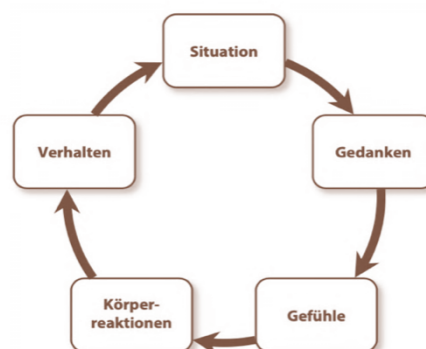 Situation
Gedanken
Gefühle
Körper-
reaktionen
Verhalten